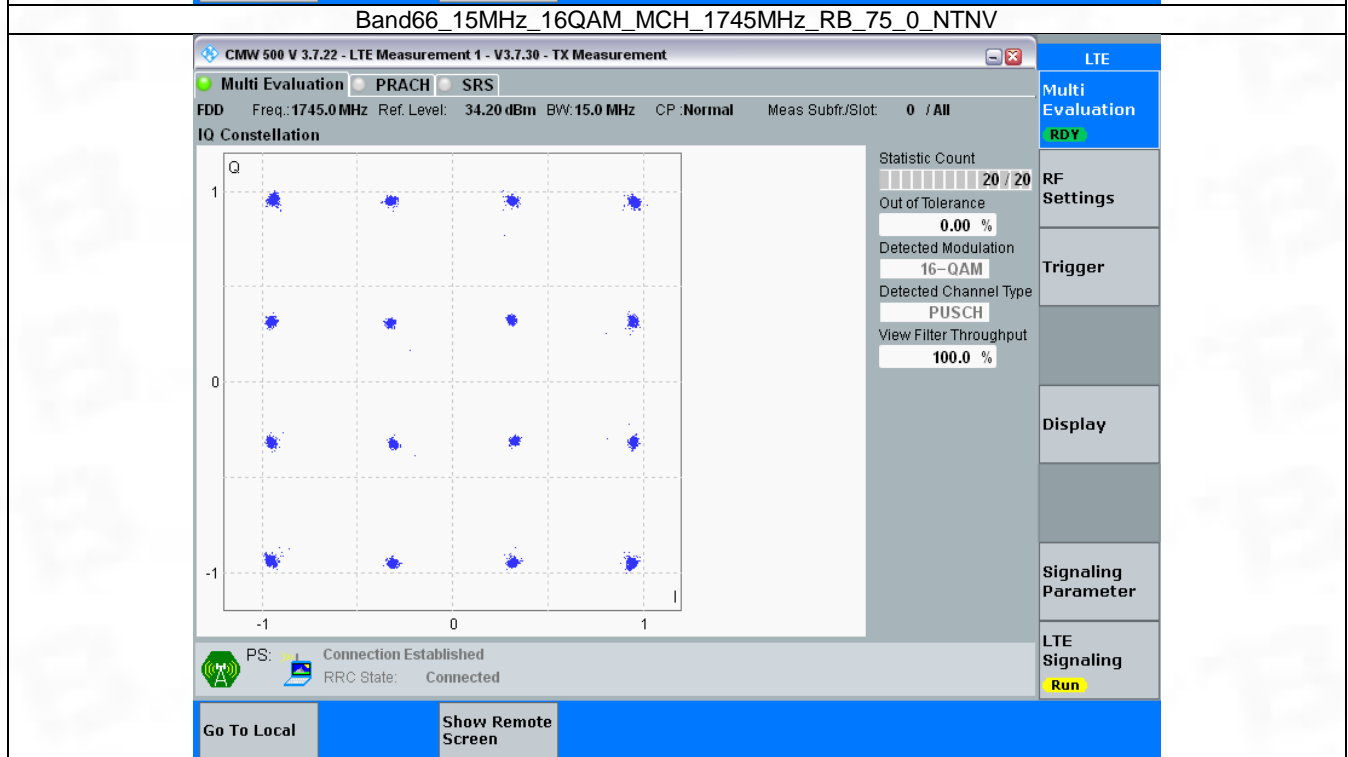 Band66_15MHz_16QAM_MCH_1745MHz_RB_75_0_NTNV
CMW 500 V 3.7.22 - LTE Measurement 1 - V3.7.30 - TX Measurement
LTE
Multi Evaluation PRACH SRS
FDD Freq.:1745.0 MHz Ref. Level: 34.20 dBm BW:15.0 MHz CP :Normal Meas Subfr./Slot: 0 / All
IQ Constellation
Q
1
0
-1
I
-1 0 1
Statistic Count
20 / 20
Out of Tolerance
0.00 %
Detected Modulation
16-QAM
Detected Channel Type
PUSCH
View Filter Throughput
100.0 %
Multi
Evaluation
RDY
RF
Settings
Trigger
Display
Signaling
Parameter
LTE
Signaling
Run
PS: Connection Established
RRC State: Connected
Go To Local
Show Remote
Screen